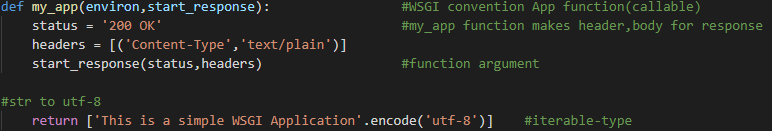 def my_app(environ,start_response):                #WSGI convention App function(callable)
    status = '200 OK'                              #my_app function makes header,body for response
    headers = [('Content-Type','text/plain')]
    start_response(status,headers)                 #function argument
#str to utf-8
    return ['This is a simple WSGI Application'.encode('utf-8')]    #iterable-type